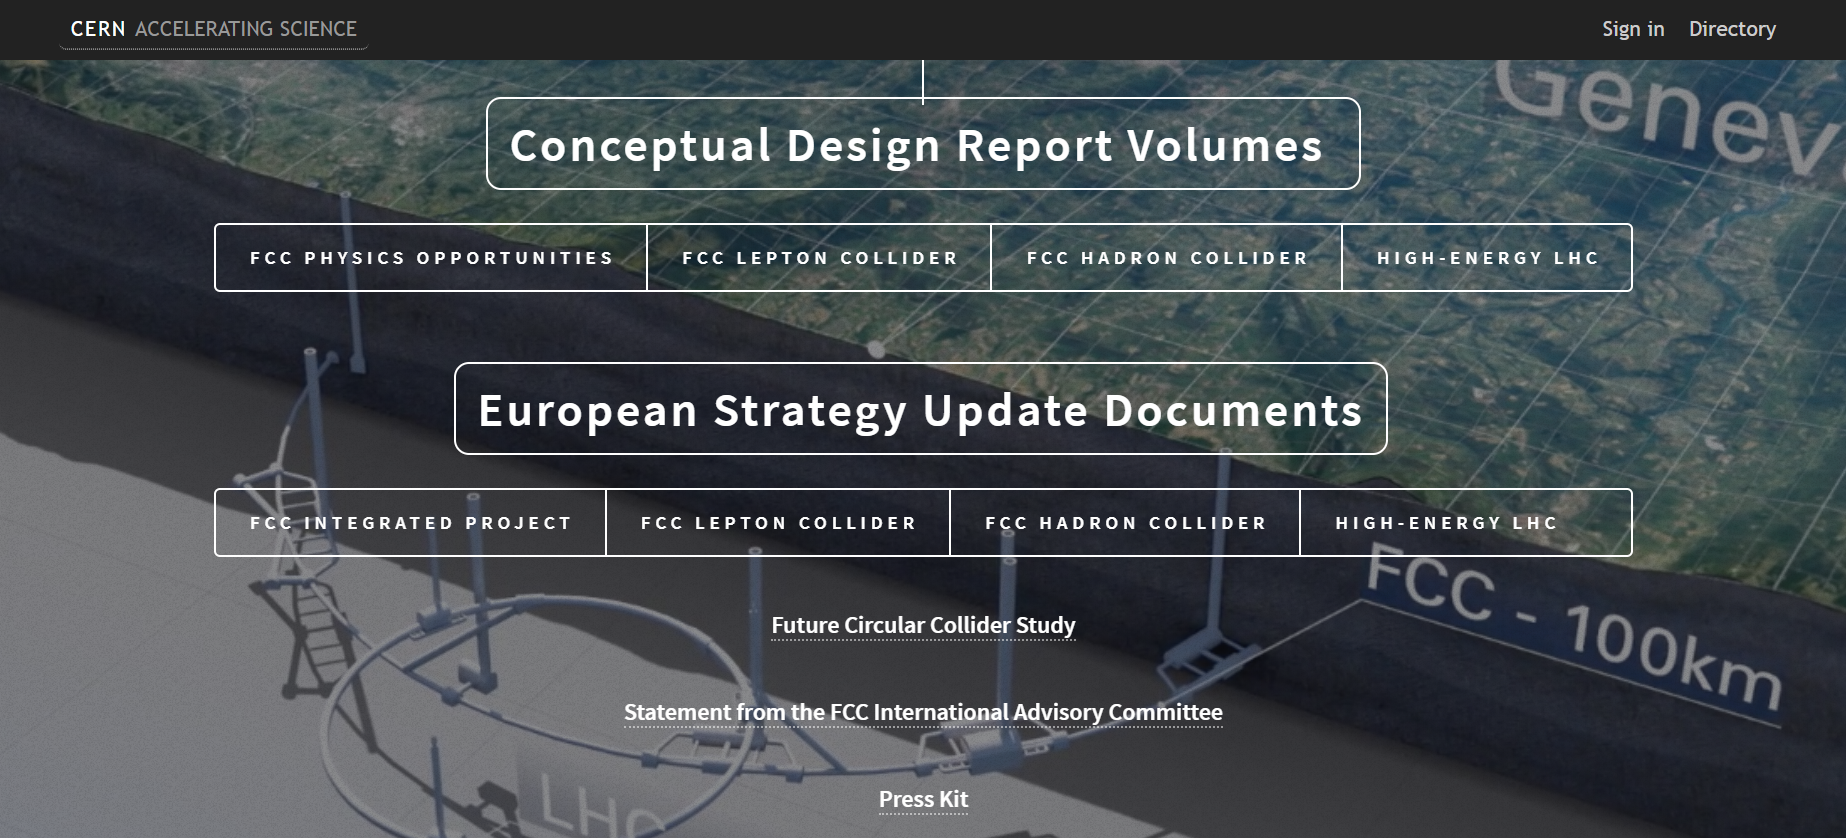 CERN ACCELERATING SCIENCE
Sign in Directory
Genev
Conceptual Design Report Volumes
FCC PHYSICS OPPORTUNITIES
FCC LEPTON COLLIDER
FCC HADRON COLLIDER
HIGH-ENERGY LHC
European Strategy Update Documents
FCC INTEGRATED PROJECT
FCC LEPTON COLLIDER
FCC HADRON COLLIDER
HIGH-ENERGY LHC
FCC - 100km
Future Circular Collider Study
Statement from the FCC International Advisory Committee
Press Kit
LHC